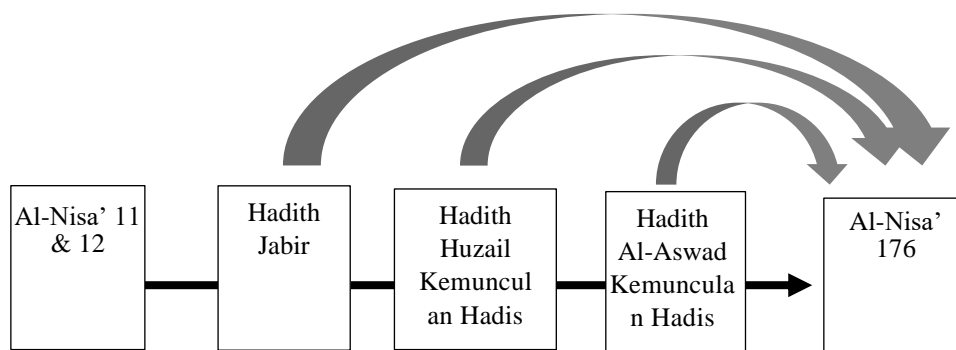 Al-Nisa’ 11
& 12
Hadith
Jabir
Hadith
Huzail
Kemuncul
an Hadis
Hadith
Al-Aswad
Kemuncula
n Hadis
Al-Nisa’
176